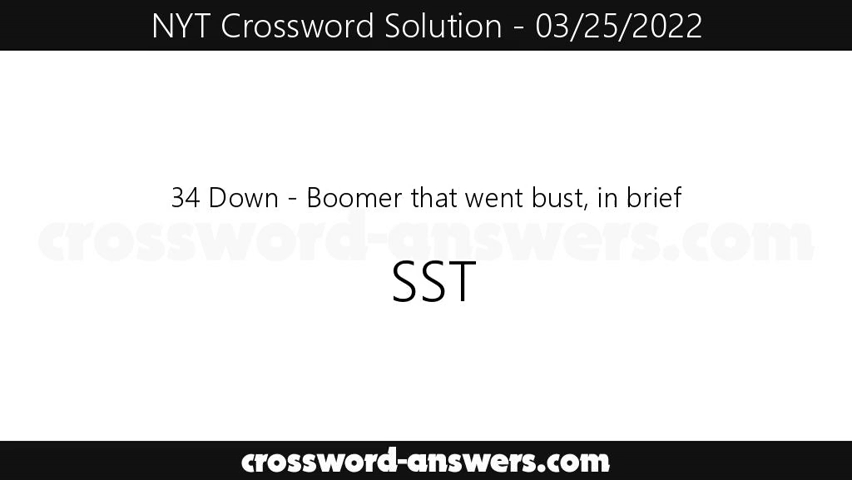 NYT Crossword Solution - 03/25/2022
34 Down - Boomer that went bust, in brief
crossword-answers.com
SST
crossword-answers.com